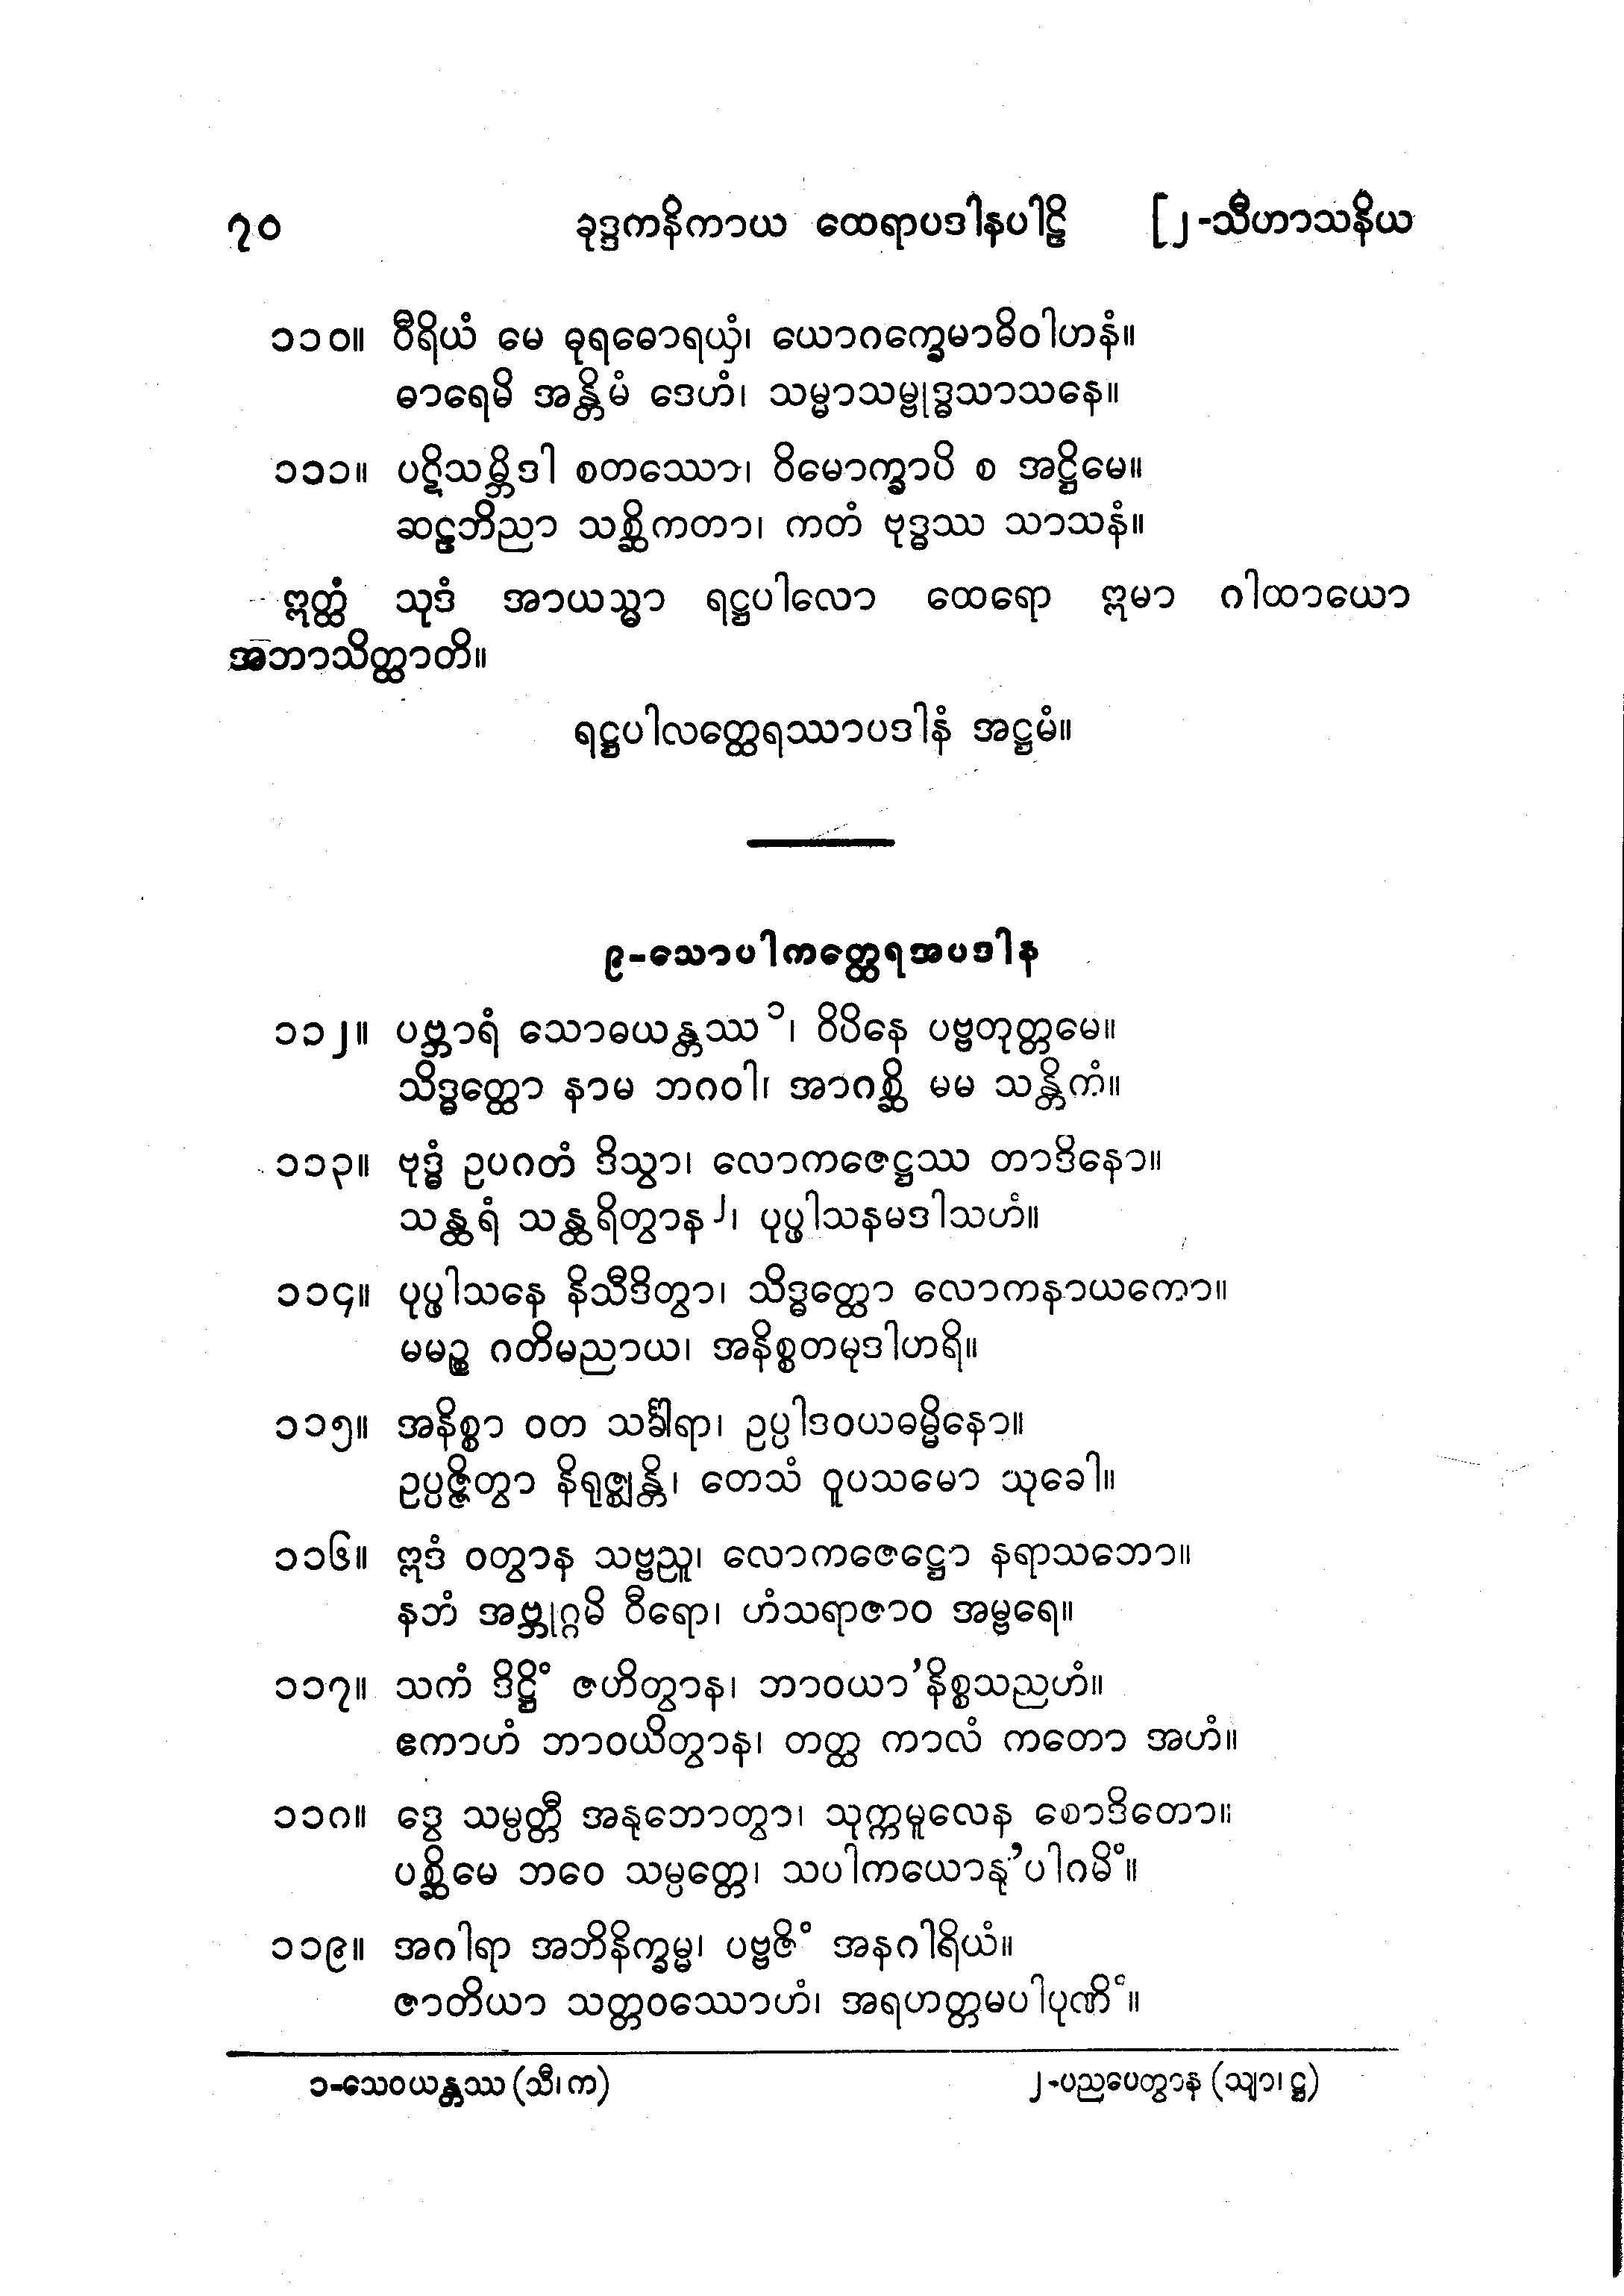 ၇၀ ခုဒ္ဒကနိကာယ ထေရာပဒါနပါဠိ [၂-သီဟာသနိယ
၁၁၀။ ဝီရိယံ မေ ဓုရဓောရယှံ၊ ယောဂက္ခေမာဓိဝါဟနံ။
ဓာရေမိ အန္တိမံ ဒေဟံ၊ သမ္မာသမ္ဗုဒ္ဓသာသနေ။
၁၁၁။ ပဋိသမ္ဘိဒါ စတဿော၊ ဝိမောက္ခာပိ စ အဋ္ဌိမေ။
ဆဠဘိညာ သစ္ဆိကတာ၊ ကတံ ဗုဒ္ဓဿ သာသနံ။
ဣတ္ထံ သုဒံ အာယသ္မာ ရဋ္ဌပါလော ထေရော ဣမာ ဂါထာယော
အဘာသိတ္ထာတိ။
ရဋ္ဌပါလတ္ထေရဿာပဒါနံ အဋ္ဌမံ။
၉-သောပါကတ္ထေရအပဒါန
၁၁၂။ ပဗ္ဘာရံ သောဓယန္တဿ ၁၊ ဝိပိနေ ပဗ္ဗတုတ္တမေ။
သိဒ္ဓတ္ထော နာမ ဘဂဝါ၊ အာဂစ္ဆိ မမ သန္တိကံ။
၁၁၃။ ဗုဒ္ဓံ ဥပဂတံ ဒိသွာ၊ လောကဇေဋ္ဌဿ တာဒိနော။
သန္ထရံ သန္ထရိတွာန ၂၊ ပုပ္ဖါသနမဒါသဟံ။
၁၁၄။ ပုပ္ဖါသနေ နိသီဒိတွာ၊ သိဒ္ဓတ္ထော လောကနာယကော။
မမဉ္စ ဂတိမညာယ၊ အနိစ္စတမုဒါဟရိ။
၁၁၅။ အနိစ္စာ ဝတ သင်္ခါရာ၊ ဥပ္ပါဒဝယဓမ္မိနော။
ဥပ္ပဇ္ဇိတွာ နိရုဇ္ဈန္တိ၊ တေသံ ဝူပသမော သုခေါ။
၁၁၆။ ဣဒံ ဝတွာန သဗ္ဗညူ၊ လောကဇေဋ္ဌော နရာသဘော။
နဘံ အဗ္ဘုဂ္ဂမိ ဝီရော၊ ဟံသရာဇာဝ အမ္ဗရေ။
၁၁၇။ သကံ ဒိဋ္ဌိံ ဇဟိတွာန၊ ဘာဝယာ’နိစ္စသညဟံ။
ဧကာဟံ ဘာဝယိတွာန၊ တတ္ထ ကာလံ ကတော အဟံ။
၁၁၈။ ဒွေ သမ္ပတ္တီ အနုဘောတွာ၊ သုက္ကမူလေန စောဒိတော။
ပစ္ဆိမေ ဘဝေ သမ္ပတ္တေ၊ သပါကယောနု’ပါဂမိံ။
၁၁၉။ အဂါရာ အဘိနိက္ခမ္မ၊ ပဗ္ဗဇိံ အနဂါရိယံ။
ဇာတိယာ သတ္တဝဿောဟံ၊ အရဟတ္တမပါပုဏိံ။
၁-သေဝယန္တဿ (သီ၊ က) ၂-ပညပေတွာန (သျာ၊ ဋ္ဌ)